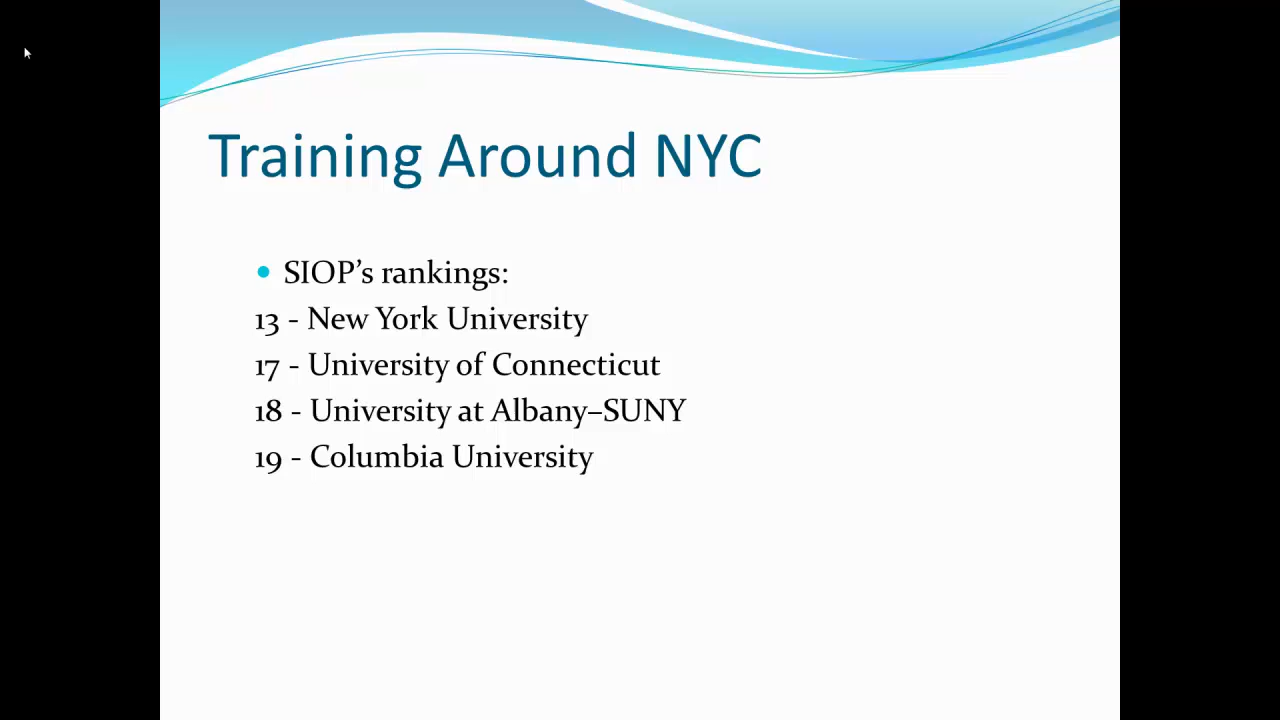 Training Around NYC
• SIOP’s rankings:
13 - New York University
17 - University of Connecticut
18 - University at Albany–SUNY
19 - Columbia University